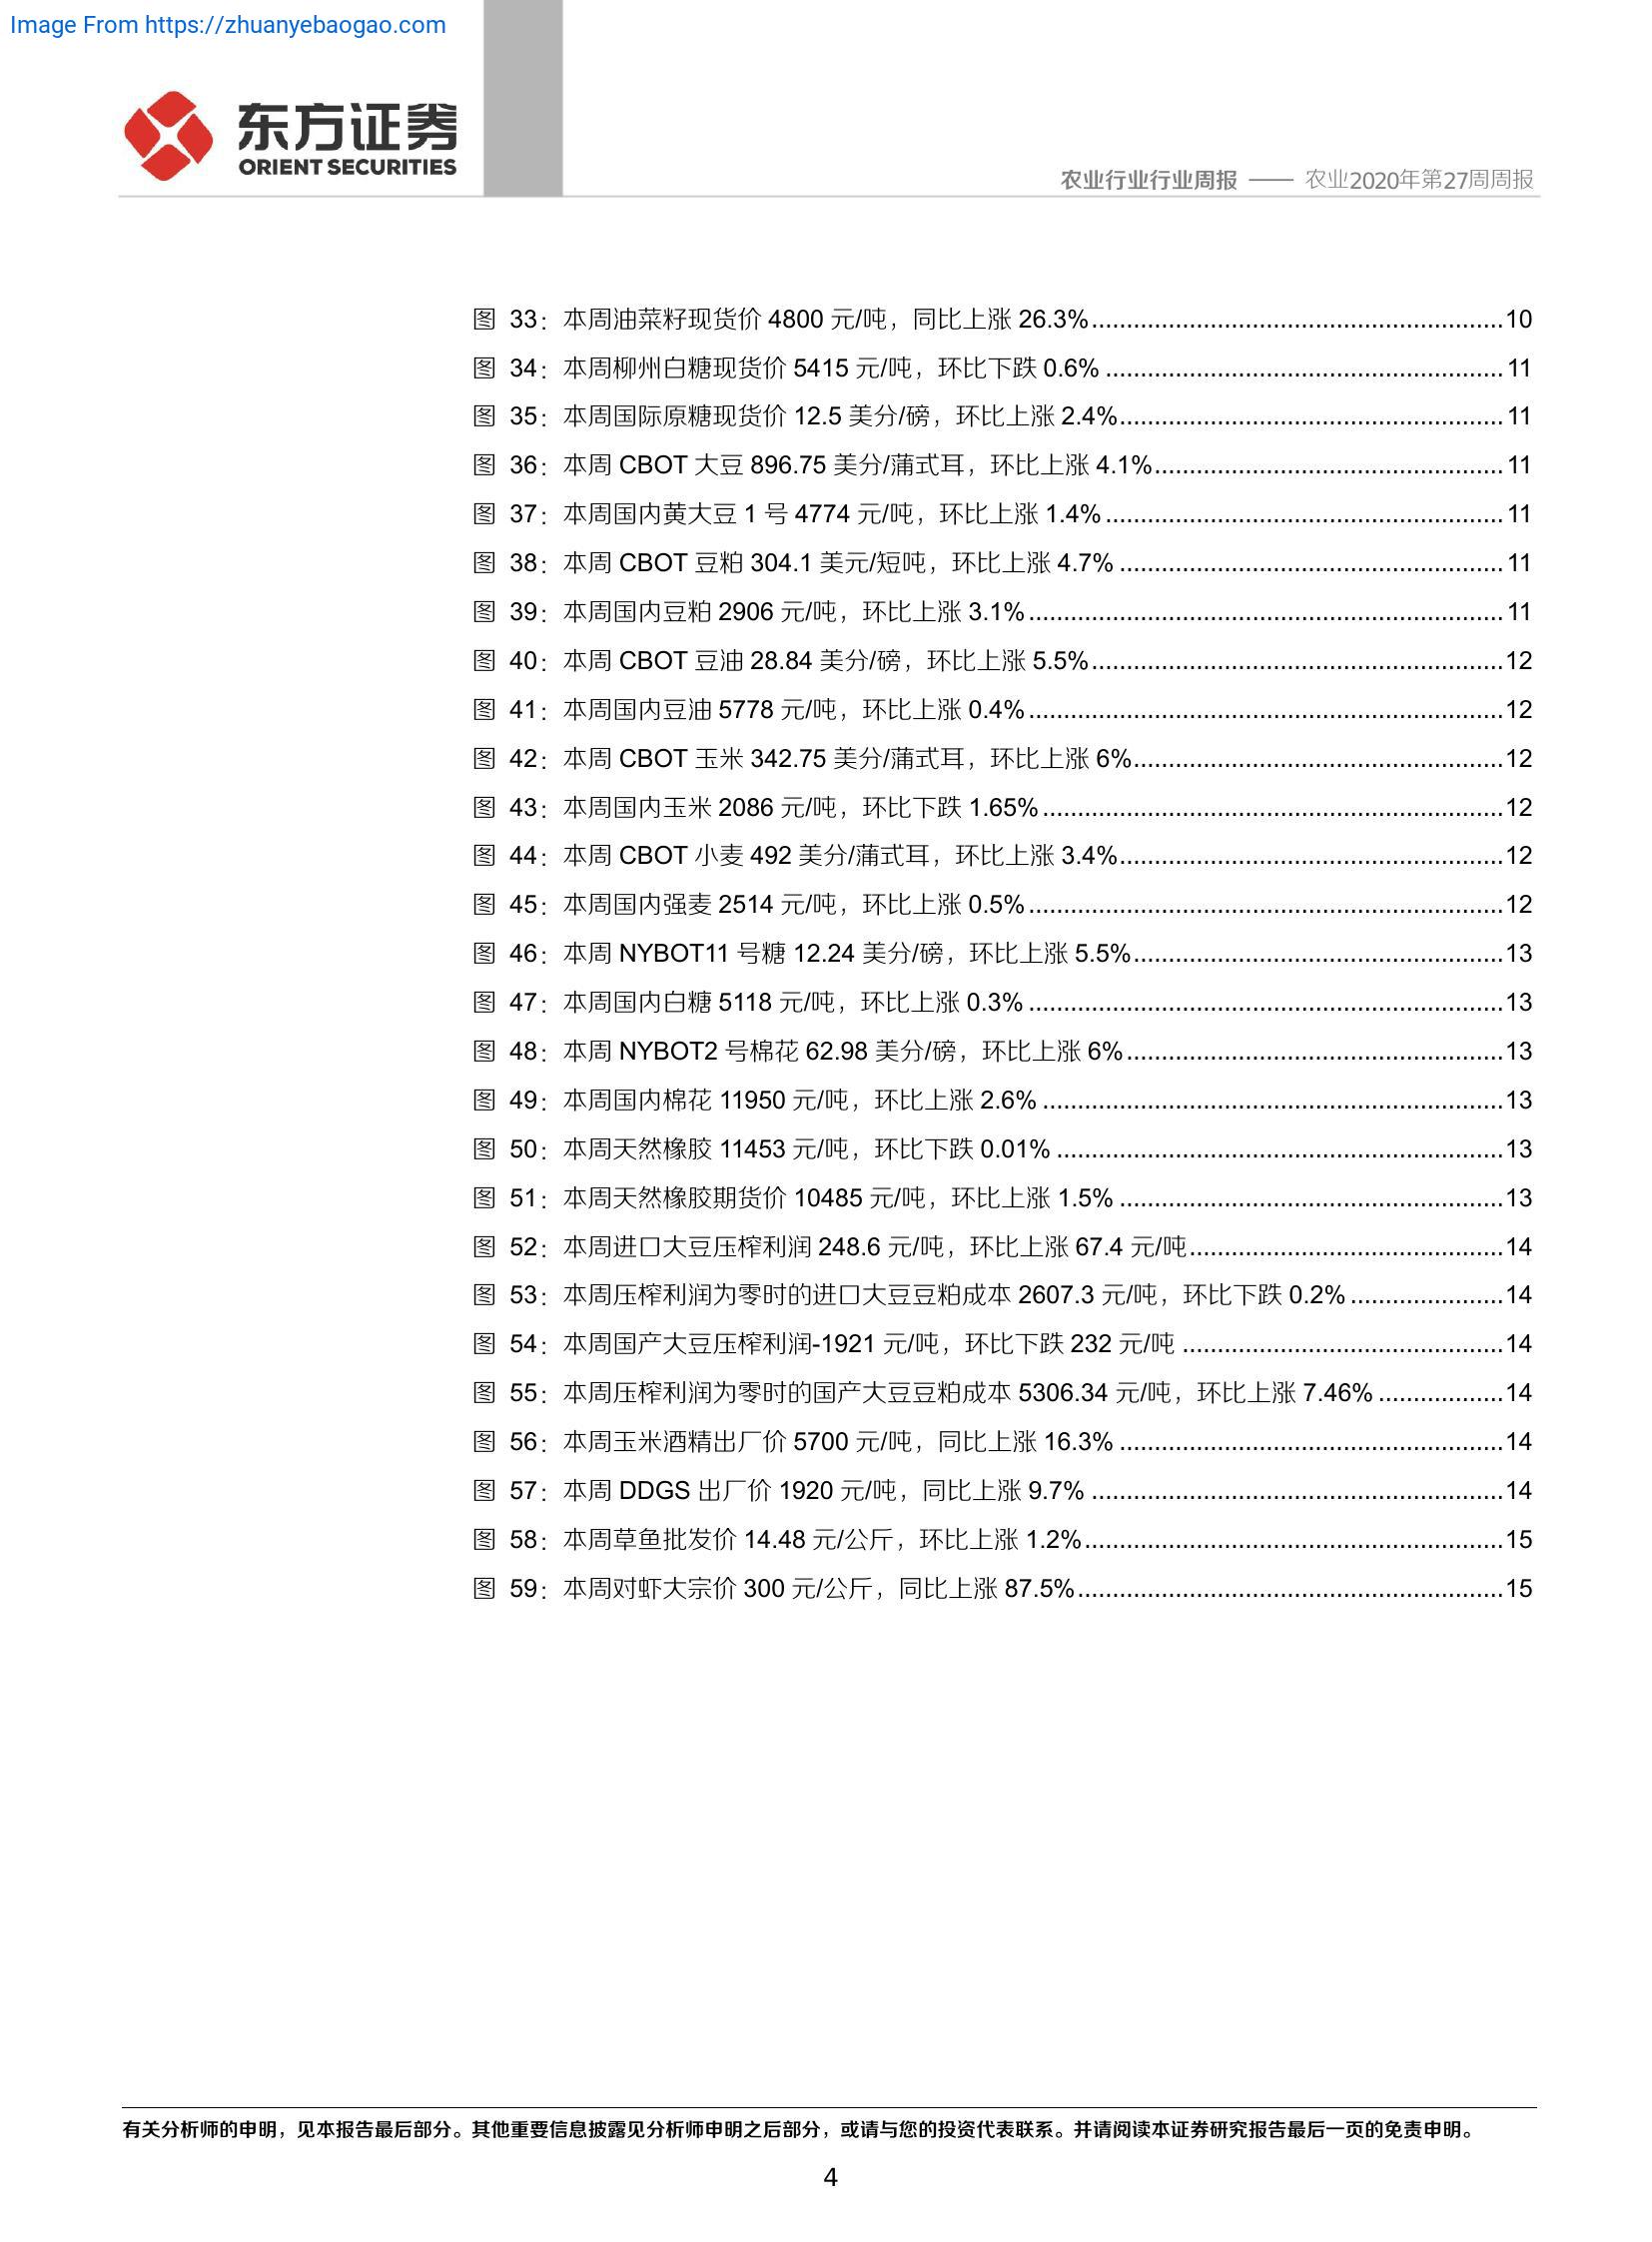 Image From https://zhuanyebaogao.com
东方证券
ORIENT SECURITIES
农业行业行业周报 —— 农业2020年第27周周报
图 33：本周油菜籽现货价 4800 元/吨，同比上涨 26.3%...........................................................10
图 34：本周柳州白糖现货价 5415 元/吨，环比下跌 0.6% .........................................................11
图 35：本周国际原糖现货价 12.5 美分/磅，环比上涨 2.4%.......................................................11
图 36：本周 CBOT 大豆 896.75 美分/蒲式耳，环比上涨 4.1%..................................................11
图 37：本周国内黄大豆 1 号 4774 元/吨，环比上涨 1.4% .........................................................11
图 38：本周 CBOT 豆粕 304.1 美元/短吨，环比上涨 4.7% .......................................................11
图 39：本周国内豆粕 2906 元/吨，环比上涨 3.1%....................................................................11
图 40：本周 CBOT 豆油 28.84 美分/磅，环比上涨 5.5%...........................................................12
图 41：本周国内豆油 5778 元/吨，环比上涨 0.4%....................................................................12
图 42：本周 CBOT 玉米 342.75 美分/蒲式耳，环比上涨 6%.....................................................12
图 43：本周国内玉米 2086 元/吨，环比下跌 1.65%..................................................................12
图 44：本周 CBOT 小麦 492 美分/蒲式耳，环比上涨 3.4%.......................................................12
图 45：本周国内强麦 2514 元/吨，环比上涨 0.5%....................................................................12
图 46：本周 NYBOT11 号糖 12.24 美分/磅，环比上涨 5.5%.....................................................13
图 47：本周国内白糖 5118 元/吨，环比上涨 0.3% ....................................................................13
图 48：本周 NYBOT2 号棉花 62.98 美分/磅，环比上涨 6%......................................................13
图 49：本周国内棉花 11950 元/吨，环比上涨 2.6% ..................................................................13
图 50：本周天然橡胶 11453 元/吨，环比下跌 0.01% ................................................................13
图 51：本周天然橡胶期货价 10485 元/吨，环比上涨 1.5% .......................................................13
图 52：本周进口大豆压榨利润 248.6 元/吨，环比上涨 67.4 元/吨.............................................14
图 53：本周压榨利润为零时的进口大豆豆粕成本 2607.3 元/吨，环比下跌 0.2% ......................14
图 54：本周国产大豆压榨利润-1921 元/吨，环比下跌 232 元/吨 ..............................................14
图 55：本周压榨利润为零时的国产大豆豆粕成本 5306.34 元/吨，环比上涨 7.46% ..................14
图 56：本周玉米酒精出厂价 5700 元/吨，同比上涨 16.3% .......................................................14
图 57：本周 DDGS 出厂价 1920 元/吨，同比上涨 9.7% ...........................................................14
图 58：本周草鱼批发价 14.48 元/公斤，环比上涨 1.2%............................................................15
图 59：本周对虾大宗价 300 元/公斤，同比上涨 87.5%.............................................................15
有关分析师的申明，见本报告最后部分。其他重要信息披露见分析师申明之后部分，或请与您的投资代表联系。并请阅读本证券研究报告最后一页的免责申明。
4